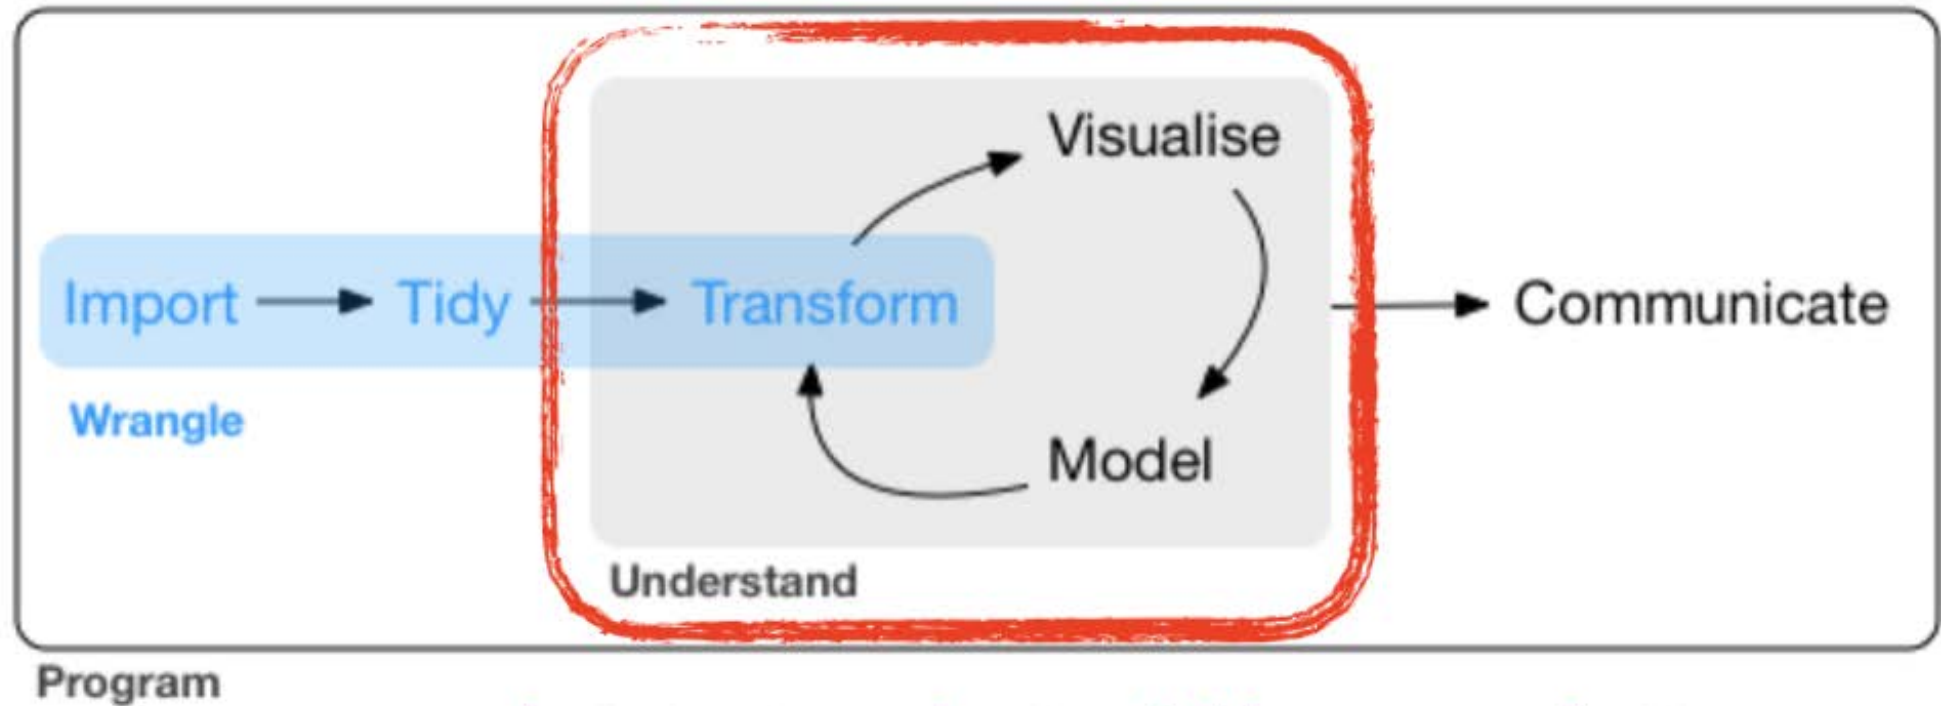 Visualise
Import
Tidy
Transform
Communicate
Wrangle
Model
Understand
Program